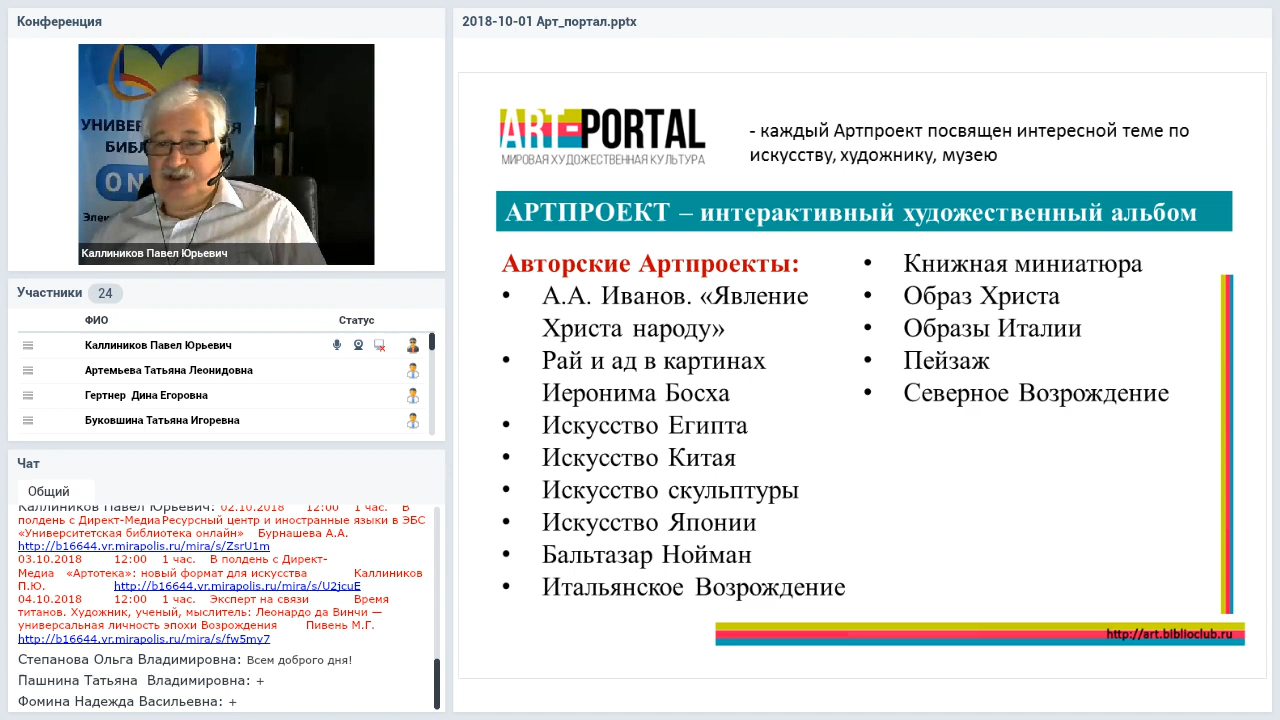 Конференция
УНИВЕР
БИБЛ
ON
Элек
Каллиников Павел Юрьевич
Участники 24
ФИО Статус
Каллиников Павел Юрьевич
Артемьева Татьяна Леонидовна
Гертнер Дина Егоровна
Буковшина Татьяна Игоревна
Чат
Общий
Каллиников Павел Юрьевич: 02.10.2018 12:00 1 час. В
полдень с Директ-МедиаРесурсный центр и иностранные языки в ЭБС
«Университетская библиотека онлайн» Бурнашева А.А.
http://b16644.vr.mirapolis.ru/mira/s/ZsrU1m
03.10.2018 12:00 1 час. В полдень с Директ-
Медиа «Артотека»: новый формат для искусства Каллиников
П.Ю. http://b16644.vr.mirapolis.ru/mira/s/U2jcuE
04.10.2018 12:00 1 час. Эксперт на связи Время
титанов. Художник, ученый, мыслитель: Леонардо да Винчи —
универсальная личность эпохи Возрождения Пивень М.Г.
http://b16644.vr.mirapolis.ru/mira/s/fw5my7
Степанова Ольга Владимировна: Всем доброго дня!
Пашнина Татьяна Владимировна: +
Фомина Надежда Васильевна: +
2018-10-01 Арт_портал.pptx
ART-PORTAL
МИРОВАЯ ХУДОЖЕСТВЕННАЯ КУЛЬТУРА
- каждый Артпроект посвящен интересной теме по
искусству, художнику, музею
АРТПРОЕКТ – интерактивный художественный альбом
Авторские Артпроекты:
• А.А. Иванов. «Явление
Христа народу»
• Рай и ад в картинах
Иеронима Босха
• Искусство Египта
• Искусство Китая
• Искусство скульптуры
• Искусство Японии
• Бальтазар Нойман
• Итальянское Возрождение
• Книжная миниатюра
• Образ Христа
• Образы Италии
• Пейзаж
• Северное Возрождение
http://art.biblioclub.ru